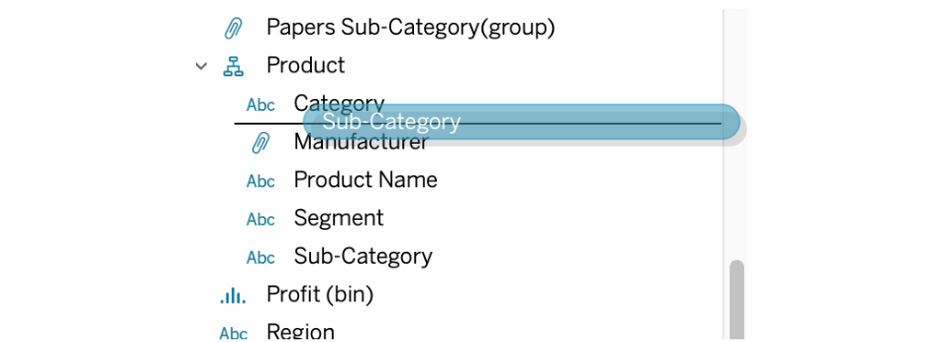 Papers Sub-Category(group)
Product
Abc Category
Sub-Category
Manufacturer
Abc Product Name
Abc Segment
Abc Sub-Category
Profit (bin)
Abc Region